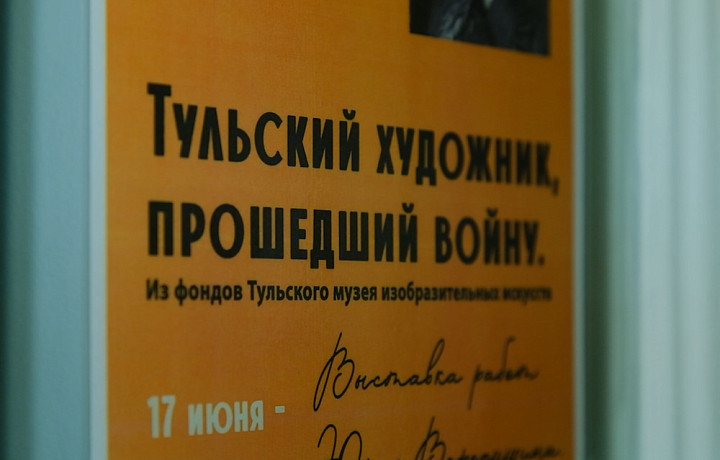 Тульский художник,
прошедший войну.
Из фондов Тульского музея изобразительных искусств
Выставка работ
17 июня -